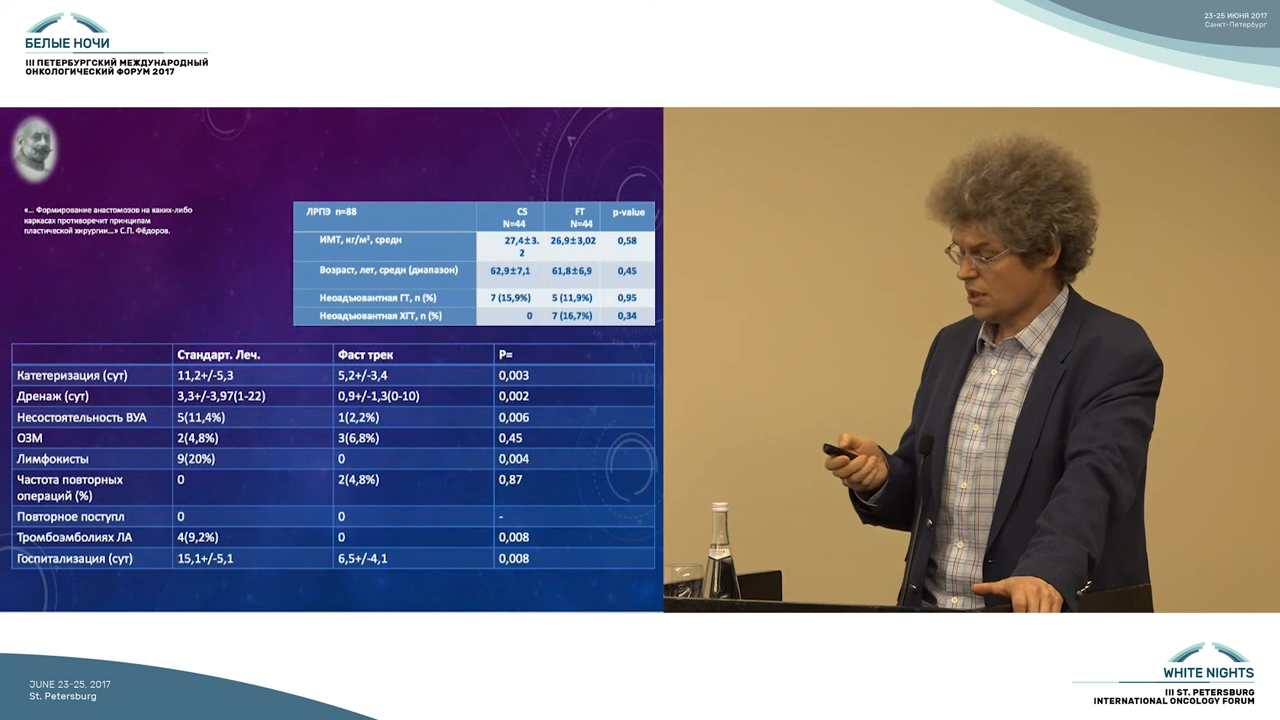 БЕЛЫЕ НОЧИ
III ПЕТЕРБУРГСКИЙ МЕЖДУНАРОДНЫЙ
ОНКОЛОГИЧЕСКИЙ ФОРУМ 2017
23-25 ИЮНЯ 2017
Санкт-Петербург
«... Формирование анастомозов на каких-либо
каркасах противоречит принципам
пластической хирургии...» С.П. Фёдоров.
ЛРПЭ n=88 CS FT p-value
N=44 N=44
ИМТ, кг/м², средн 27,4±3. 26,9±3,02 0,58
2
Возраст, лет, средн (диапазон) 62,9±7,1 61,8±6,9 0,45
Неоадъювантная ГТ, n (%) 7 (15,9%) 5 (11,9%) 0,95
Неоадъювантная ХГТ, n (%) 0 7 (16,7%) 0,34
Стандарт. Леч. Фаст трек P=
Катетеризация (сут) 11,2+/-5,3 5,2+/-3,4 0,003
Дренаж (сут) 3,3+/-3,97(1-22) 0,9+/-1,3(0-10) 0,002
Несостоятельность ВУА 5(11,4%) 1(2,2%) 0,006
ОЗМ 2(4,8%) 3(6,8%) 0,45
Лимфокисты 9(20%) 0 0,004
Частота повторных 0 2(4,8%) 0,87
операций (%)
Повторное поступл 0 0 -
Тромбоэмболиях ЛА 4(9,2%) 0 0,008
Госпитализация (сут) 15,1+/-5,1 6,5+/-4,1 0,008
JUNE 23-25, 2017
St. Petersburg
WHITE NIGHTS
III ST. PETERSBURG
INTERNATIONAL ONCOLOGY FORUM